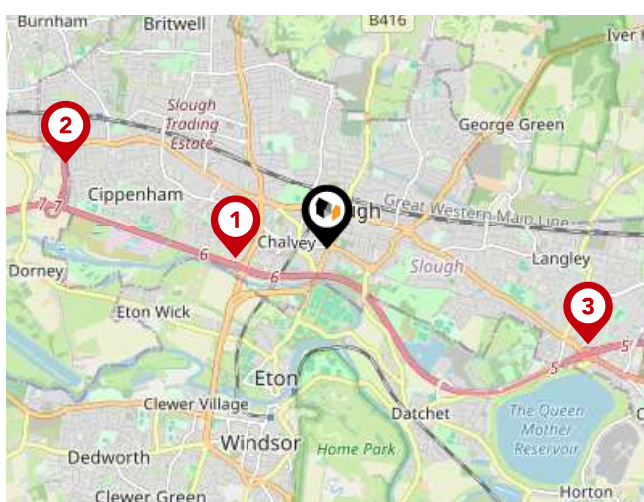 Burnham
Britwell
B416
Iver H
Slough
Trading
Estate
George Green
2
Cippenham
Great Western Main Line
ugh
7
7
1
Chalvey
6
6
Slough
Langley
Dorney
Eton Wick
3
5
5
Eton
Clewer Village
Datchet
The Queen
Mother
Reservoir
C
Windsor
Home Park
Dedworth
Clewer Green
Horton